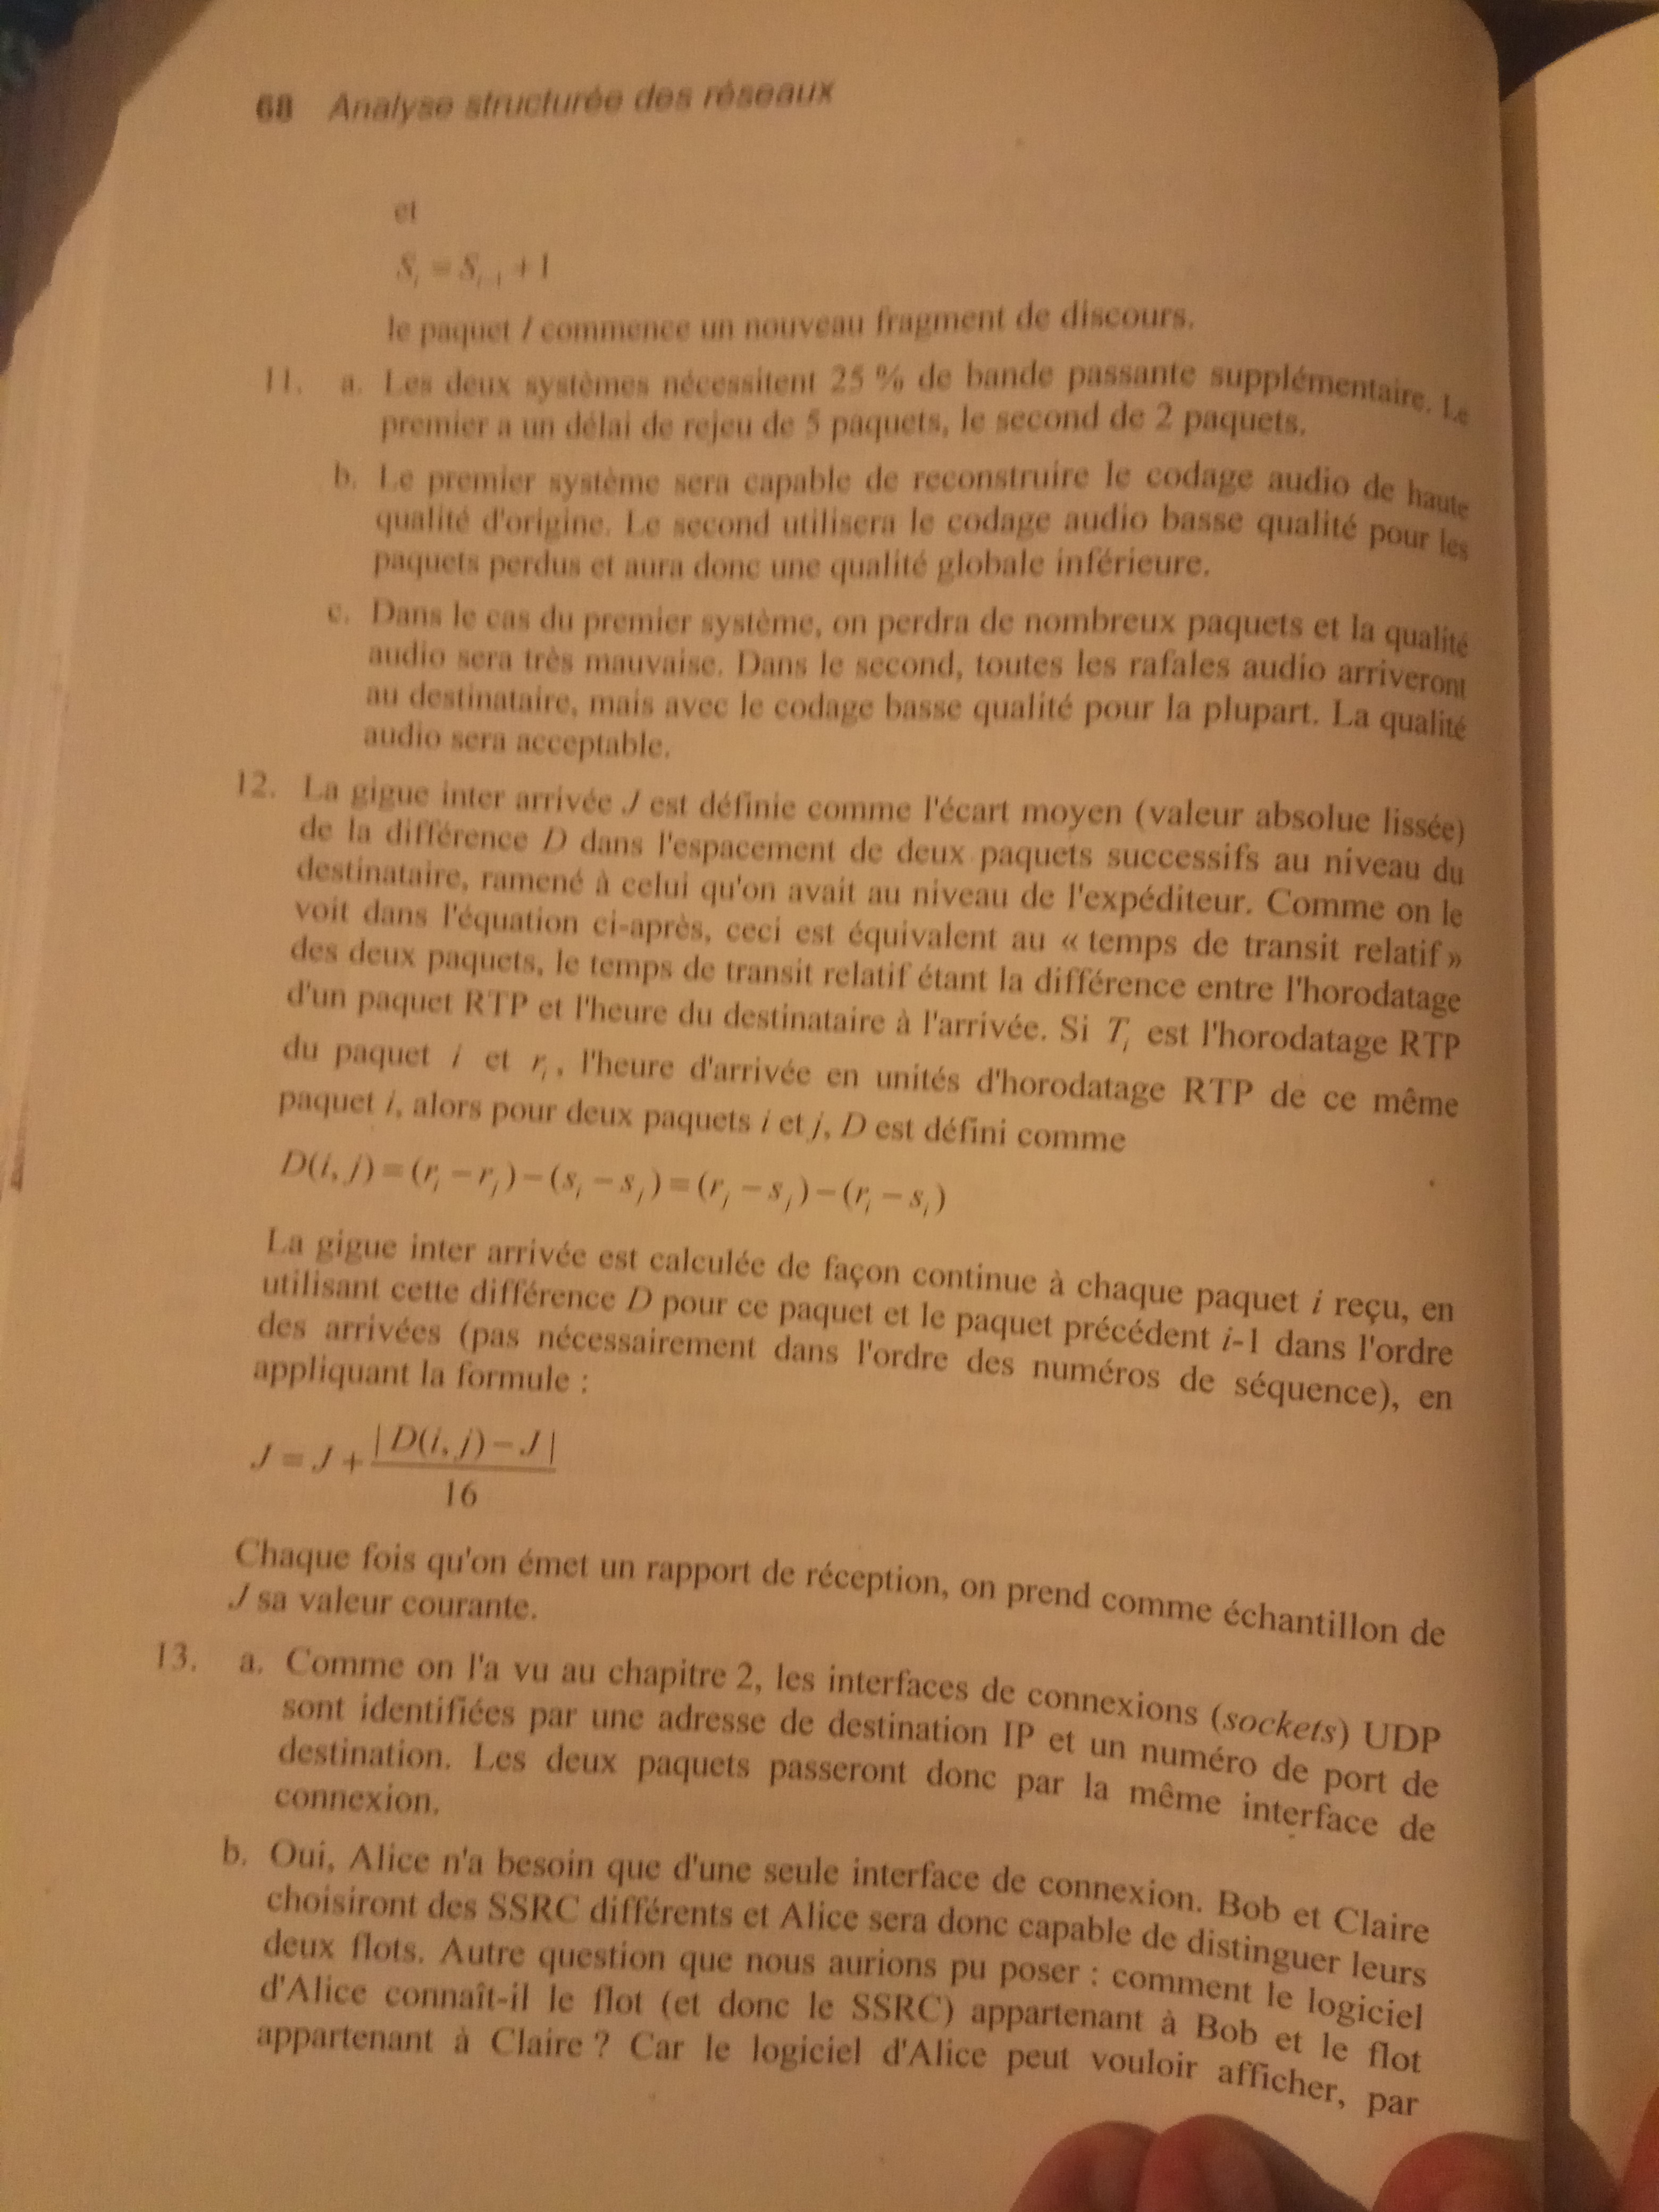 68 Analyse structurée des réseaux
et
S_i = S_{i-1} + 1
le paquet i commence un nouveau fragment de discours.
11. a. Les deux systèmes nécessitent 25 % de bande passante supplémentaire. Le
premier a un délai de rejeu de 5 paquets, le second de 2 paquets.
b. Le premier système sera capable de reconstruire le codage audio de haute
qualité d'origine. Le second utilisera le codage audio basse qualité pour les
paquets perdus et aura donc une qualité globale inférieure.
c. Dans le cas du premier système, on perdra de nombreux paquets et la qualité
audio sera très mauvaise. Dans le second, toutes les rafales audio arriveront
au destinataire, mais avec le codage basse qualité pour la plupart. La qualité
audio sera acceptable.
12. La gigue inter arrivée J est définie comme l'écart moyen (valeur absolue lissée)
de la différence D dans l'espacement de deux paquets successifs au niveau du
destinataire, ramené à celui qu'on avait au niveau de l'expéditeur. Comme on le
voit dans l'équation ci-après, ceci est équivalent au « temps de transit relatif »
des deux paquets, le temps de transit relatif étant la différence entre l'horodatage
d'un paquet RTP et l'heure du destinataire à l'arrivée. Si T_i est l'horodatage RTP
du paquet i et r_i, l'heure d'arrivée en unités d'horodatage RTP de ce même
paquet i, alors pour deux paquets i et j, D est défini comme
D(i, j) = (r_i − r_j) − (s_i − s_j) = (r_j − s_j) − (r_i − s_i)
La gigue inter arrivée est calculée de façon continue à chaque paquet i reçu, en
utilisant cette différence D pour ce paquet et le paquet précédent i-1 dans l'ordre
des arrivées (pas nécessairement dans l'ordre des numéros de séquence), en
appliquant la formule :
J = J + | D(i, j) − J |
16
Chaque fois qu'on émet un rapport de réception, on prend comme échantillon de
J sa valeur courante.
13. a. Comme on l'a vu au chapitre 2, les interfaces de connexions (sockets) UDP
sont identifiées par une adresse de destination IP et un numéro de port de
destination. Les deux paquets passeront donc par la même interface de
connexion.
b. Oui, Alice n'a besoin que d'une seule interface de connexion. Bob et Claire
choisiront des SSRC différents et Alice sera donc capable de distinguer leurs
deux flots. Autre question que nous aurions pu poser : comment le logiciel
d'Alice connaît-il le flot (et donc le SSRC) appartenant à Bob et le flot
appartenant à Claire ? Car le logiciel d'Alice peut vouloir afficher, par